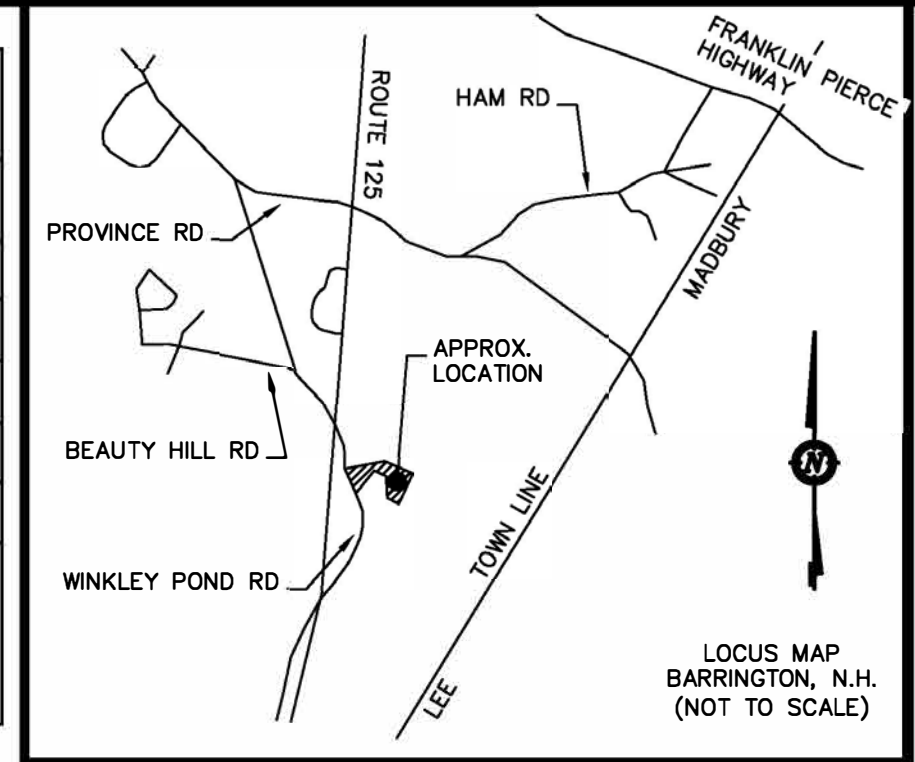 FRANKLIN PIERCE
HIGHWAY
ROUTE 125
HAM RD
PROVINCE RD
MADBURY
APPROX.
LOCATION
BEAUTY HILL RD
N
TOWN LINE
WINKLEY POND RD
LEE
LOCUS MAP
BARRINGTON, N.H.
(NOT TO SCALE)